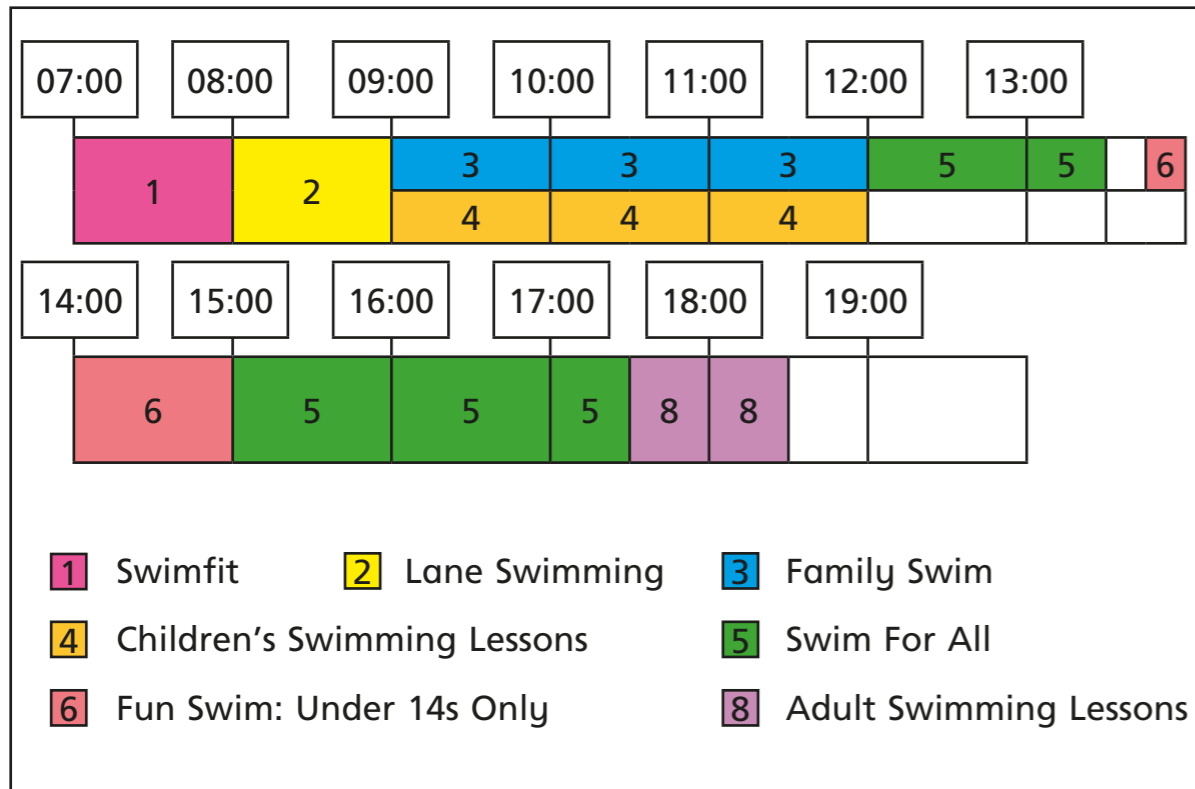 07:00 08:00 09:00 10:00 11:00 12:00 13:00
1 2 3 3 3 5 5 6
4 4 4
14:00 15:00 16:00 17:00 18:00 19:00
6 5 5 5 8 8
1 Swimfit 2 Lane Swimming 3 Family Swim
4 Children's Swimming Lessons 5 Swim For All
6 Fun Swim: Under 14s Only 8 Adult Swimming Lessons